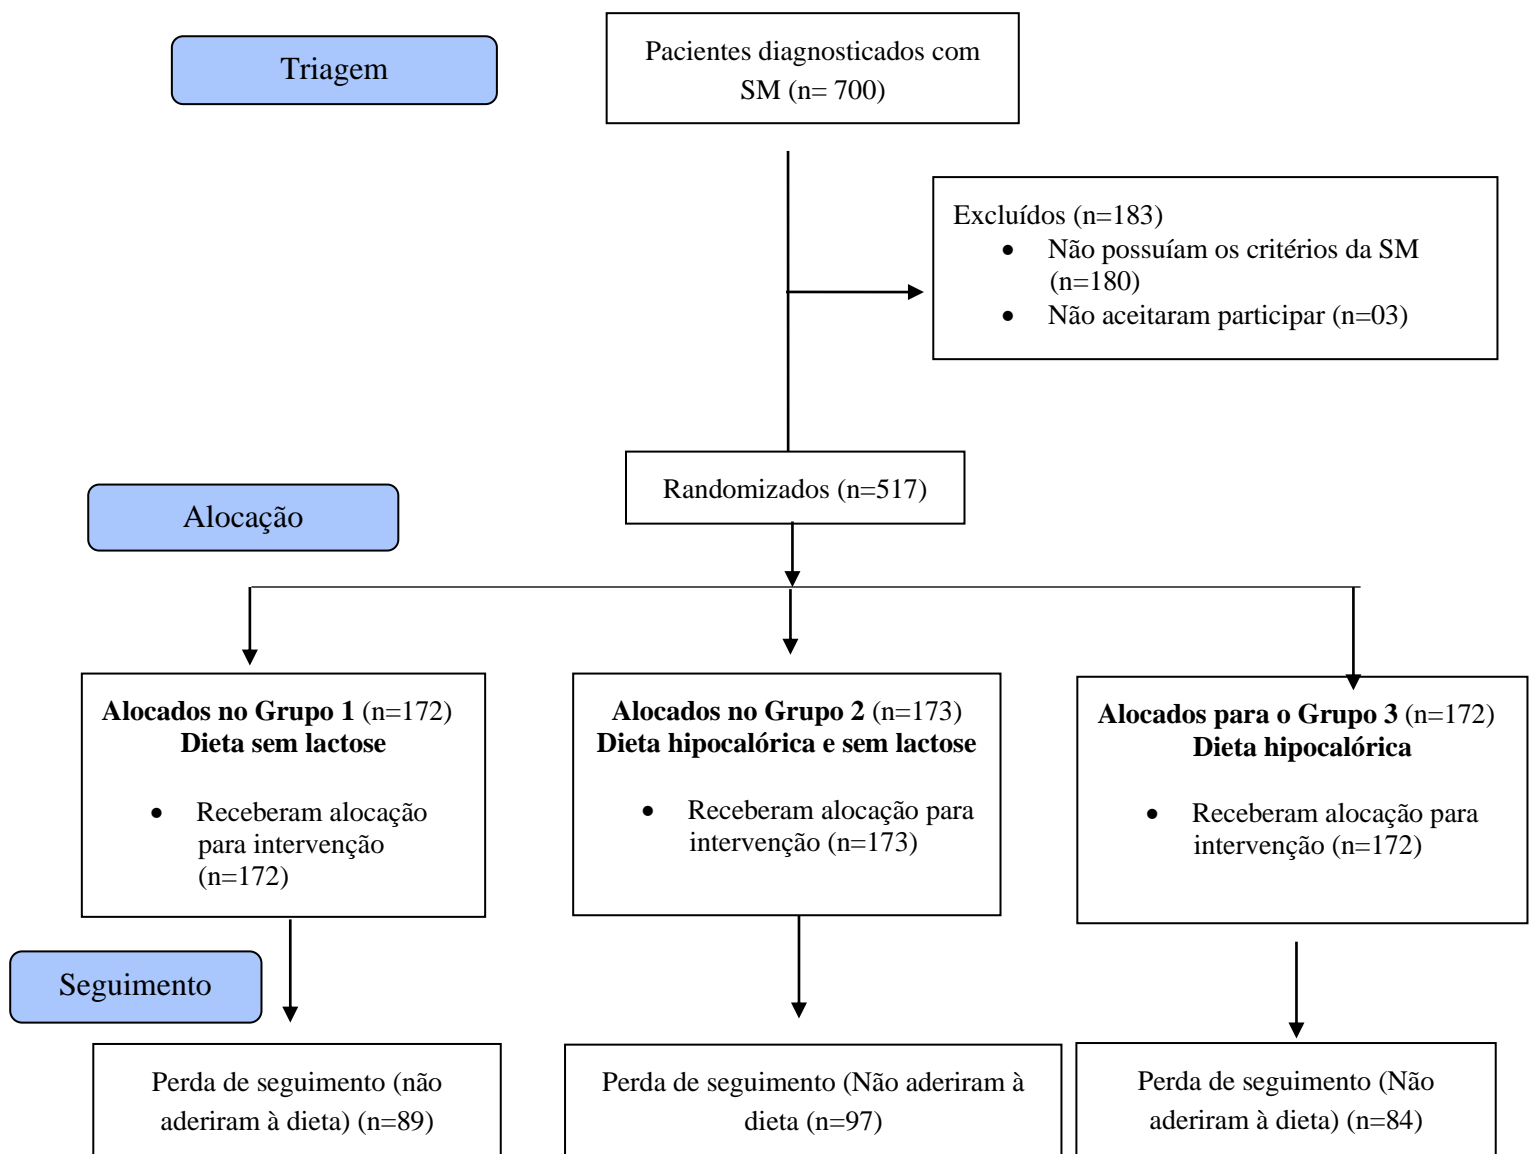 Triagem
Pacientes diagnosticados com
SM (n= 700)
Excluídos (n=183)
• Não possuíam os critérios da SM
(n=180)
• Não aceitaram participar (n=03)
Randomizados (n=517)
Alocação
Alocados no Grupo 1 (n=172)
Dieta sem lactose
• Receberam alocação
para intervenção
(n=172)
Alocados no Grupo 2 (n=173)
Dieta hipocalórica e sem lactose
• Receberam alocação para
intervenção (n=173)
Alocados para o Grupo 3 (n=172)
Dieta hipocalórica
• Receberam alocação para
intervenção (n=172)
Seguimento
Perda de seguimento (não
aderiram à dieta) (n=89)
Perda de seguimento (Não aderiram à
dieta (n=97)
Perda de seguimento (Não
aderiram à dieta) (n=84)